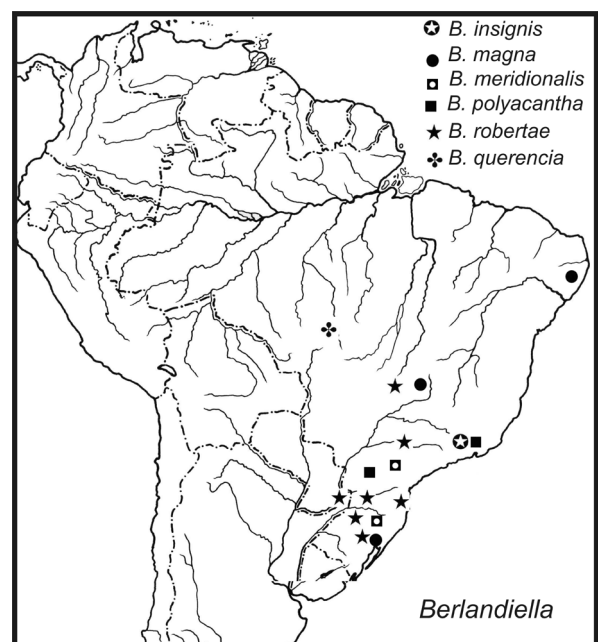 B. insignis
B. magna
B. meridionalis
B. polyacantha
B. robertae
B. querencia
Berlandiella